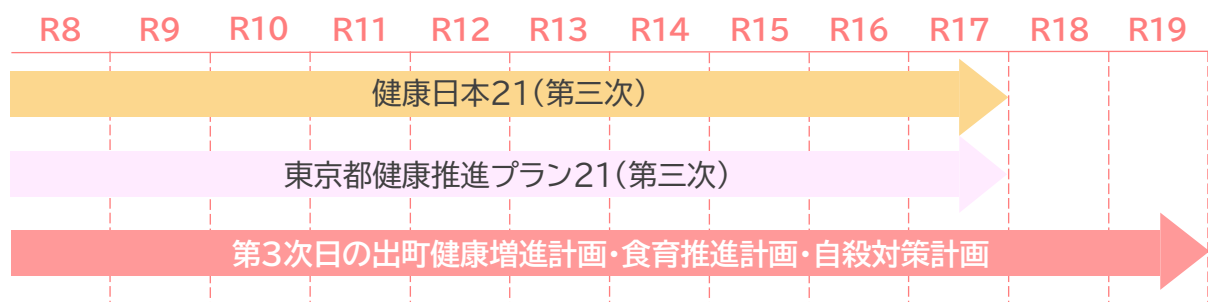 R8 R9 R10 R11 R12 R13 R14 R15 R16 R17 R18 R19
健康日本21(第三次)
東京都健康推進プラン21(第三次)
第3次日の出町健康増進計画・食育推進計画・自殺対策計画